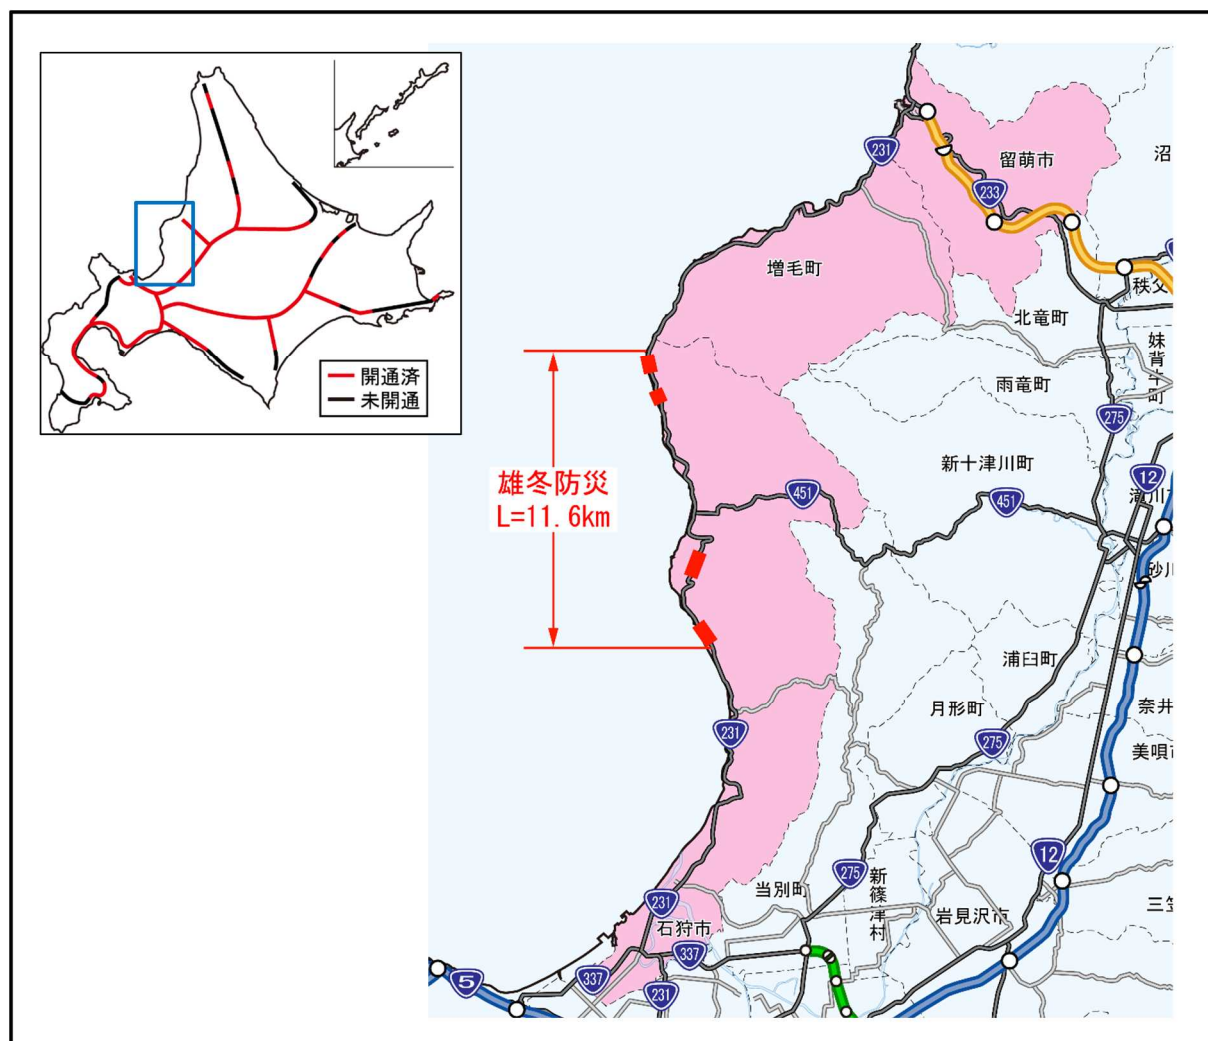 開通済
未開通
231
留萌市
沼
233
増毛町
秩父
北竜町
妹背牛町
雨竜町
275
雄冬防災
L=11.6km
新十津川町
12
451
451
滝川
砂川
浦臼町
月形町
奈井
231
275
美唄市
12
275
新篠津村
当別町
三笠
231
石狩市
岩見沢市
337
5
337
231